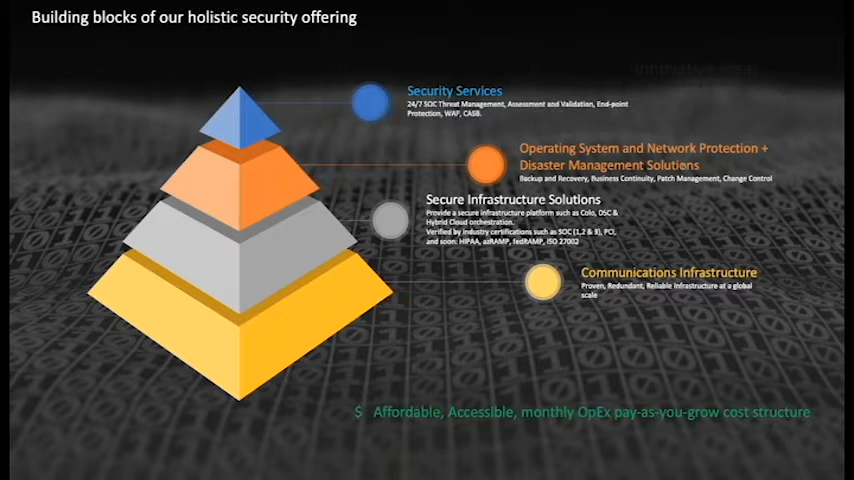 Building blocks of our holistic security offering
Security Services
24/7 SOC Threat Management, Assessment and Validation, End-point
Protection, WAF, CASB.
Operating System and Network Protection +
Disaster Management Solutions
Backup and Recovery, Business Continuity, Patch Management, Change Control
Secure Infrastructure Solutions
Provide a secure infrastructure platform such as Colo, DSC &
Hybrid Cloud orchestration.
Verified by industry certifications such as SOC (1,2 & 3), PCI,
and soon: HIPAA, azRAMP, fedRAMP, ISO 27002
Communications Infrastructure
Proven, Redundant, Reliable Infrastructure at a global
scale
$ Affordable, Accessible, monthly OpEx pay-as-you-grow cost structure